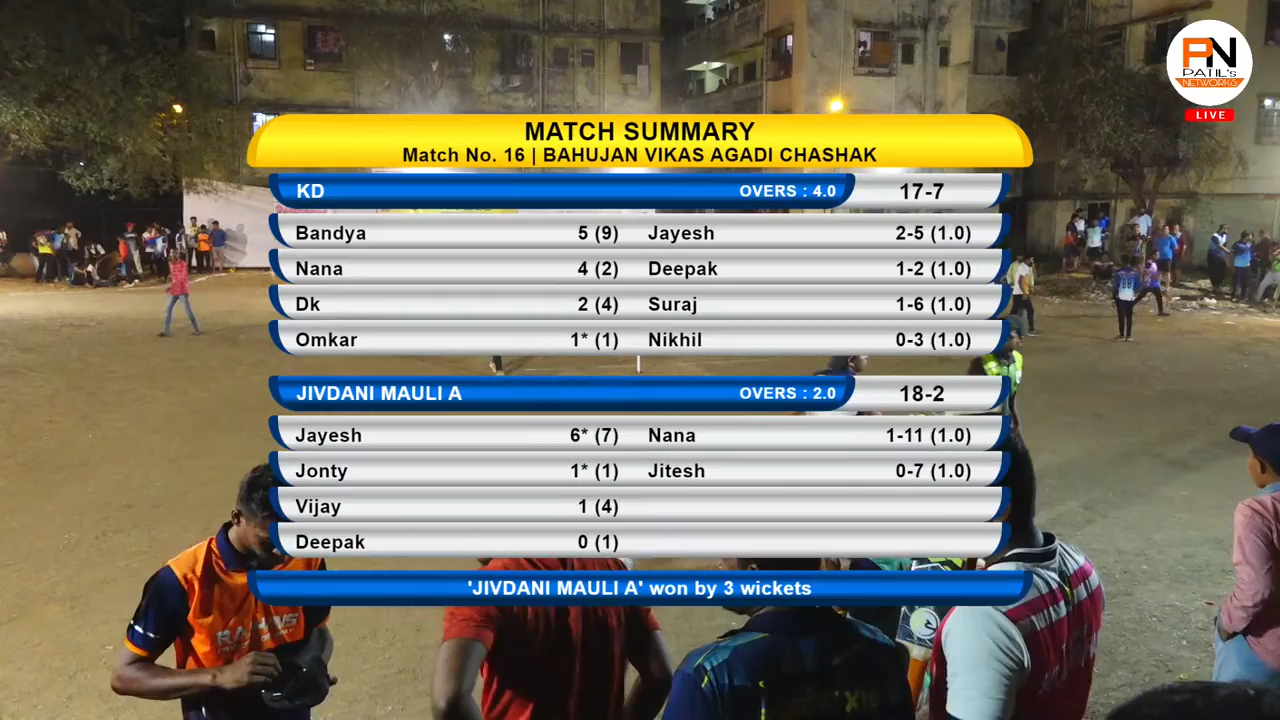 PN
PATIL's
NETWORKS
LIVE
MATCH SUMMARY
Match No. 16 | BAHUJAN VIKAS AGADI CHASHAK
KD OVERS : 4.0 17-7
Bandya 5 (9) Jayesh 2-5 (1.0)
Nana 4 (2) Deepak 1-2 (1.0)
Dk 2 (4) Suraj 1-6 (1.0)
Omkar 1* (1) Nikhil 0-3 (1.0)
JIVDANI MAULI A OVERS : 2.0 18-2
Jayesh 6* (7) Nana 1-11 (1.0)
Jonty 1* (1) Jitesh 0-7 (1.0)
Vijay 1 (4)
Deepak 0 (1)
'JIVDANI MAULI A' won by 3 wickets